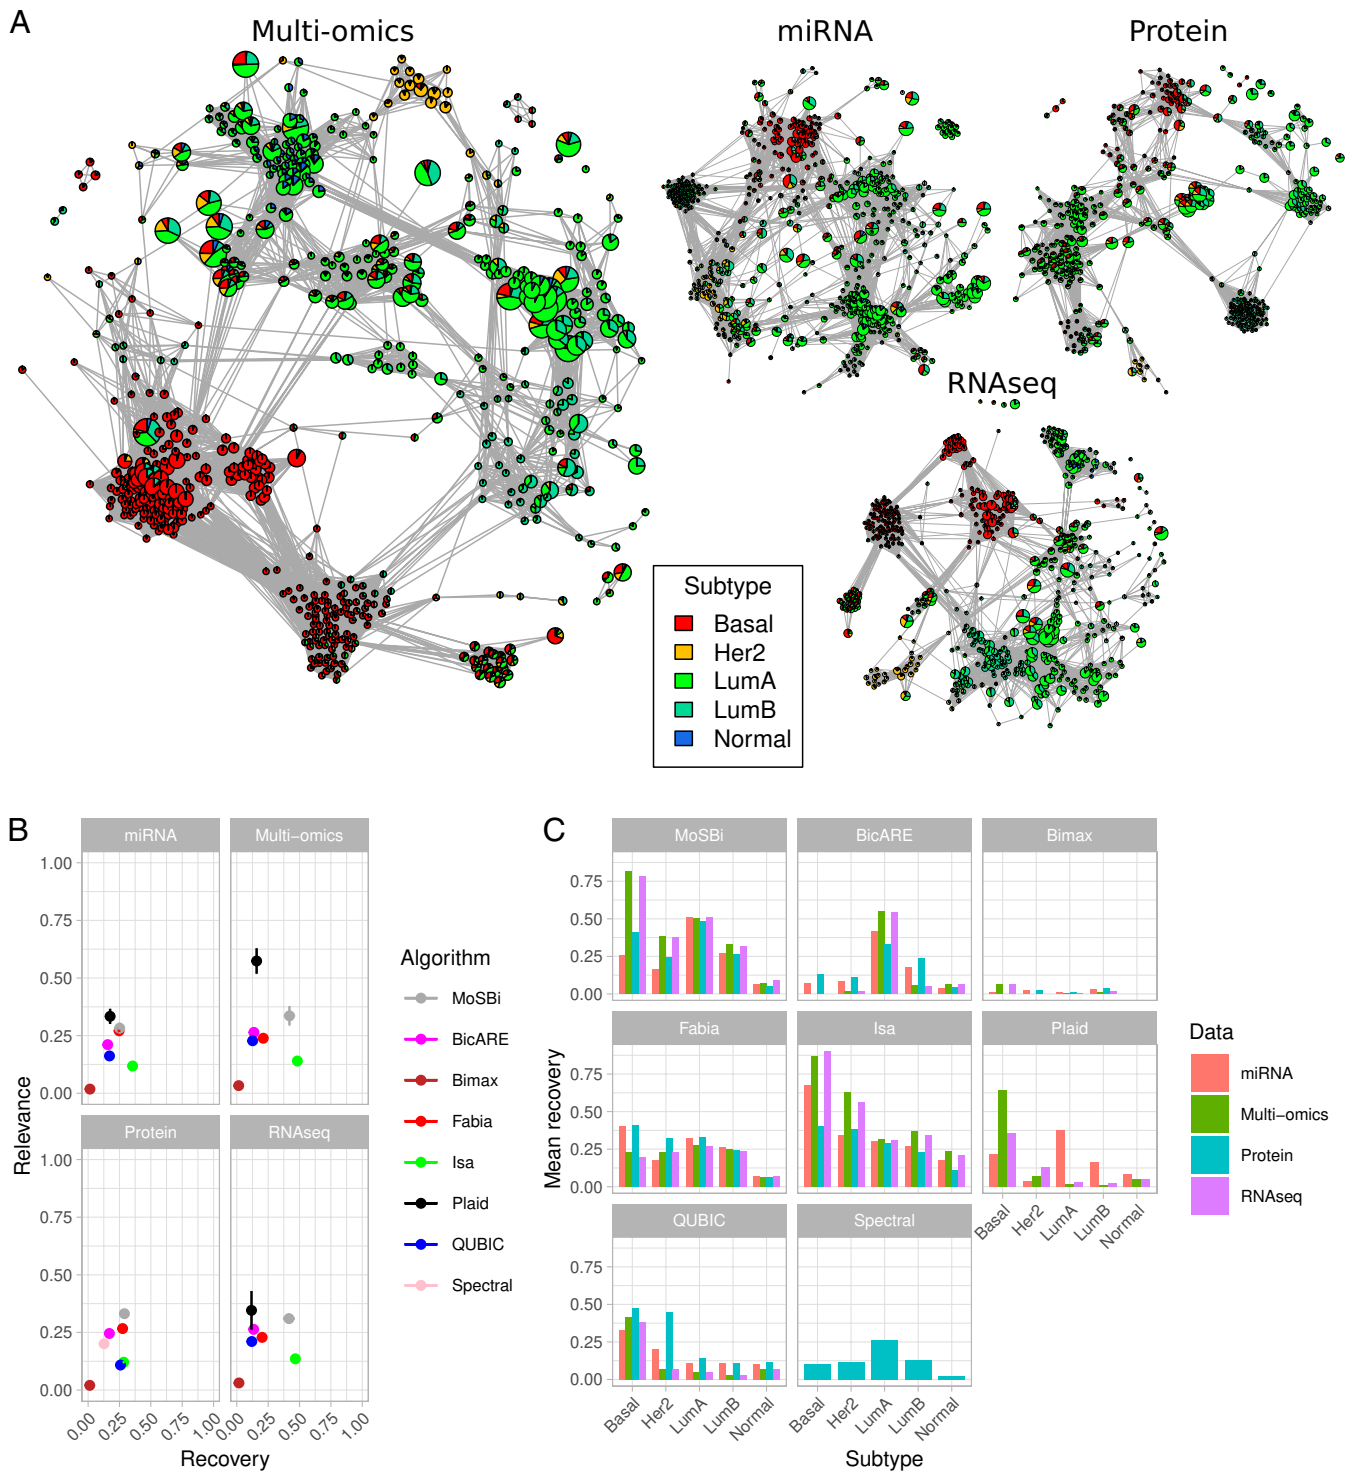 A
Multi-omics
miRNA
Protein
RNAseq
Subtype
Basal
Her2
LumA
LumB
Normal
B
miRNA
Multi−omics
1.00
0.75
0.50
0.25
0.00
Protein
RNAseq
1.00
0.75
0.50
0.25
0.00
Relevance
0.00
0.25
0.50
0.75
1.00
0.00
0.25
0.50
0.75
1.00
Recovery
Algorithm
MoSBi
BicARE
Bimax
Fabia
Isa
Plaid
QUBIC
Spectral
C
MoSBi
BicARE
Bimax
0.75
0.50
0.25
0.00
Fabia
Isa
Plaid
0.75
0.50
0.25
0.00
Basal
Her2
LumA
LumB
Normal
QUBIC
Spectral
0.75
0.50
0.25
0.00
Mean recovery
Basal
Her2
LumA
LumB
Normal
Basal
Her2
LumA
LumB
Normal
Subtype
Data
miRNA
Multi−omics
Protein
RNAseq